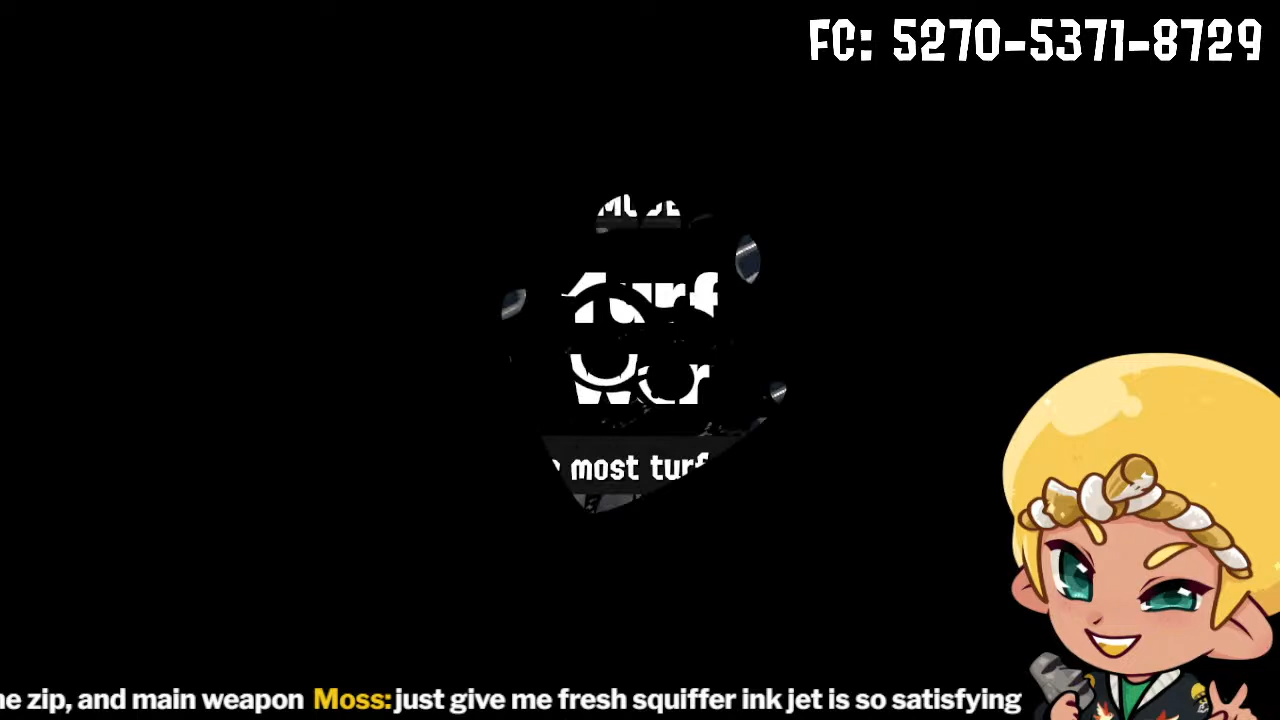 FC: 5270-5371-8729
Turf
War
most turf
ne zip, and main weapon Moss: just give me fresh squiffer ink jet is so satisfying